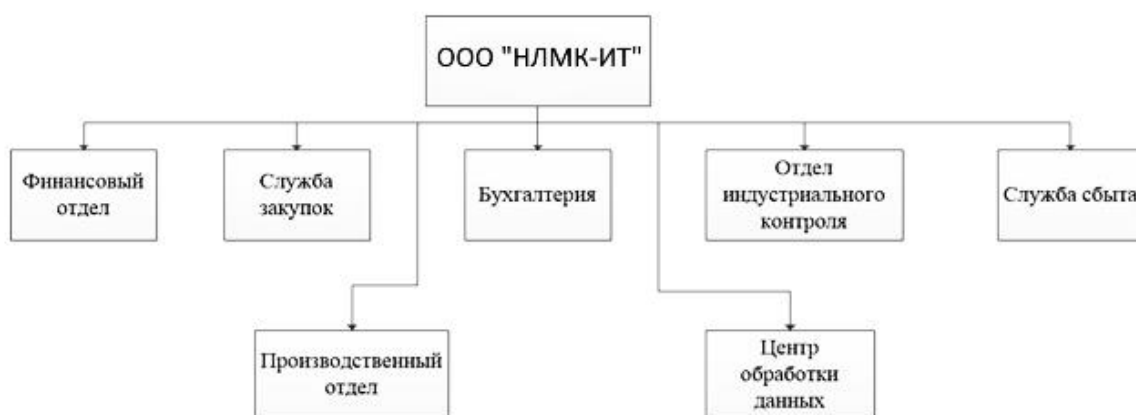 ООО "НЛМК-ИТ"
Финансовый
отдел
Служба
закупок
Бухгалтерия
Отдел
индустриального
контроля
Служба сбыта
Производственный
отдел
Центр
обработки
данных